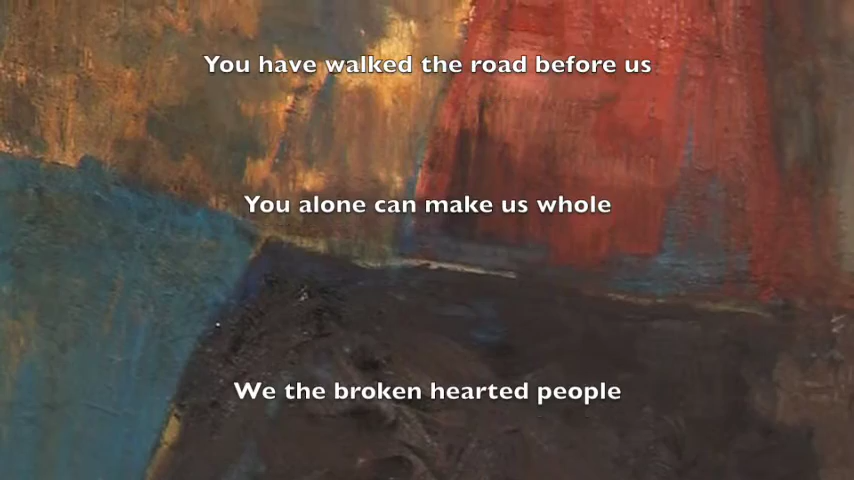 You have walked the road before us
You alone can make us whole
We the broken hearted people